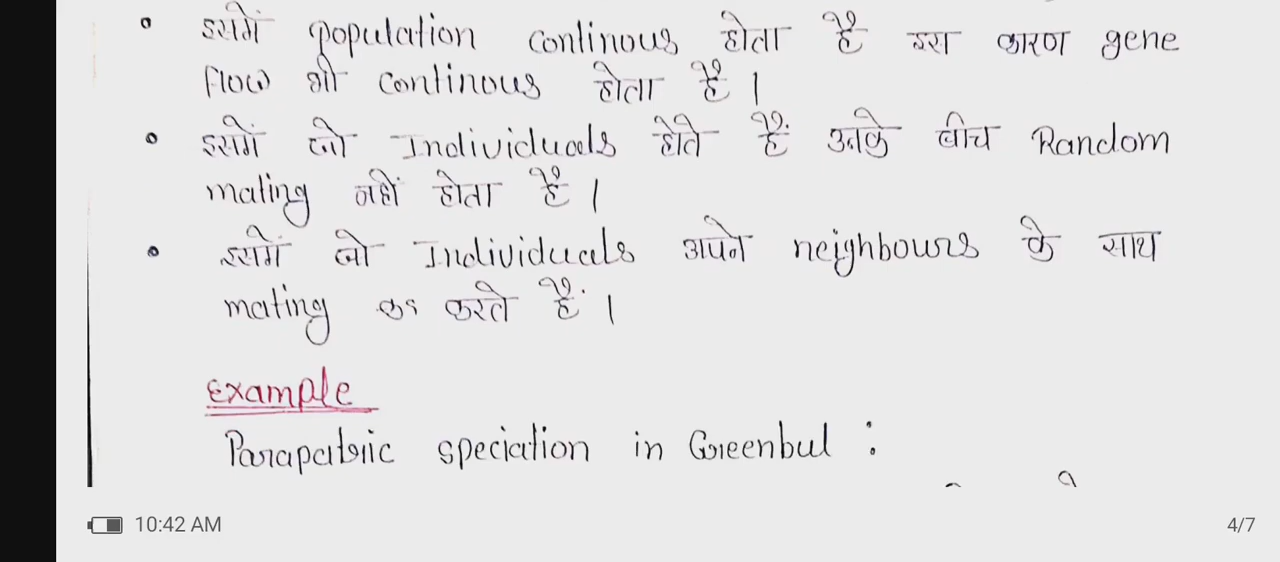 • इसमें population continous होता है इस कारण gene
flow भी continous होता है |
• इसमें जो Individuals होते हैं उनके बीच Random
mating नहीं होता है |
• इसमें जो Individuals अपने neighbours के साथ
mating करते हैं |
Example
Parapatric speciation in Greenbul :
10:42 AM
4/7